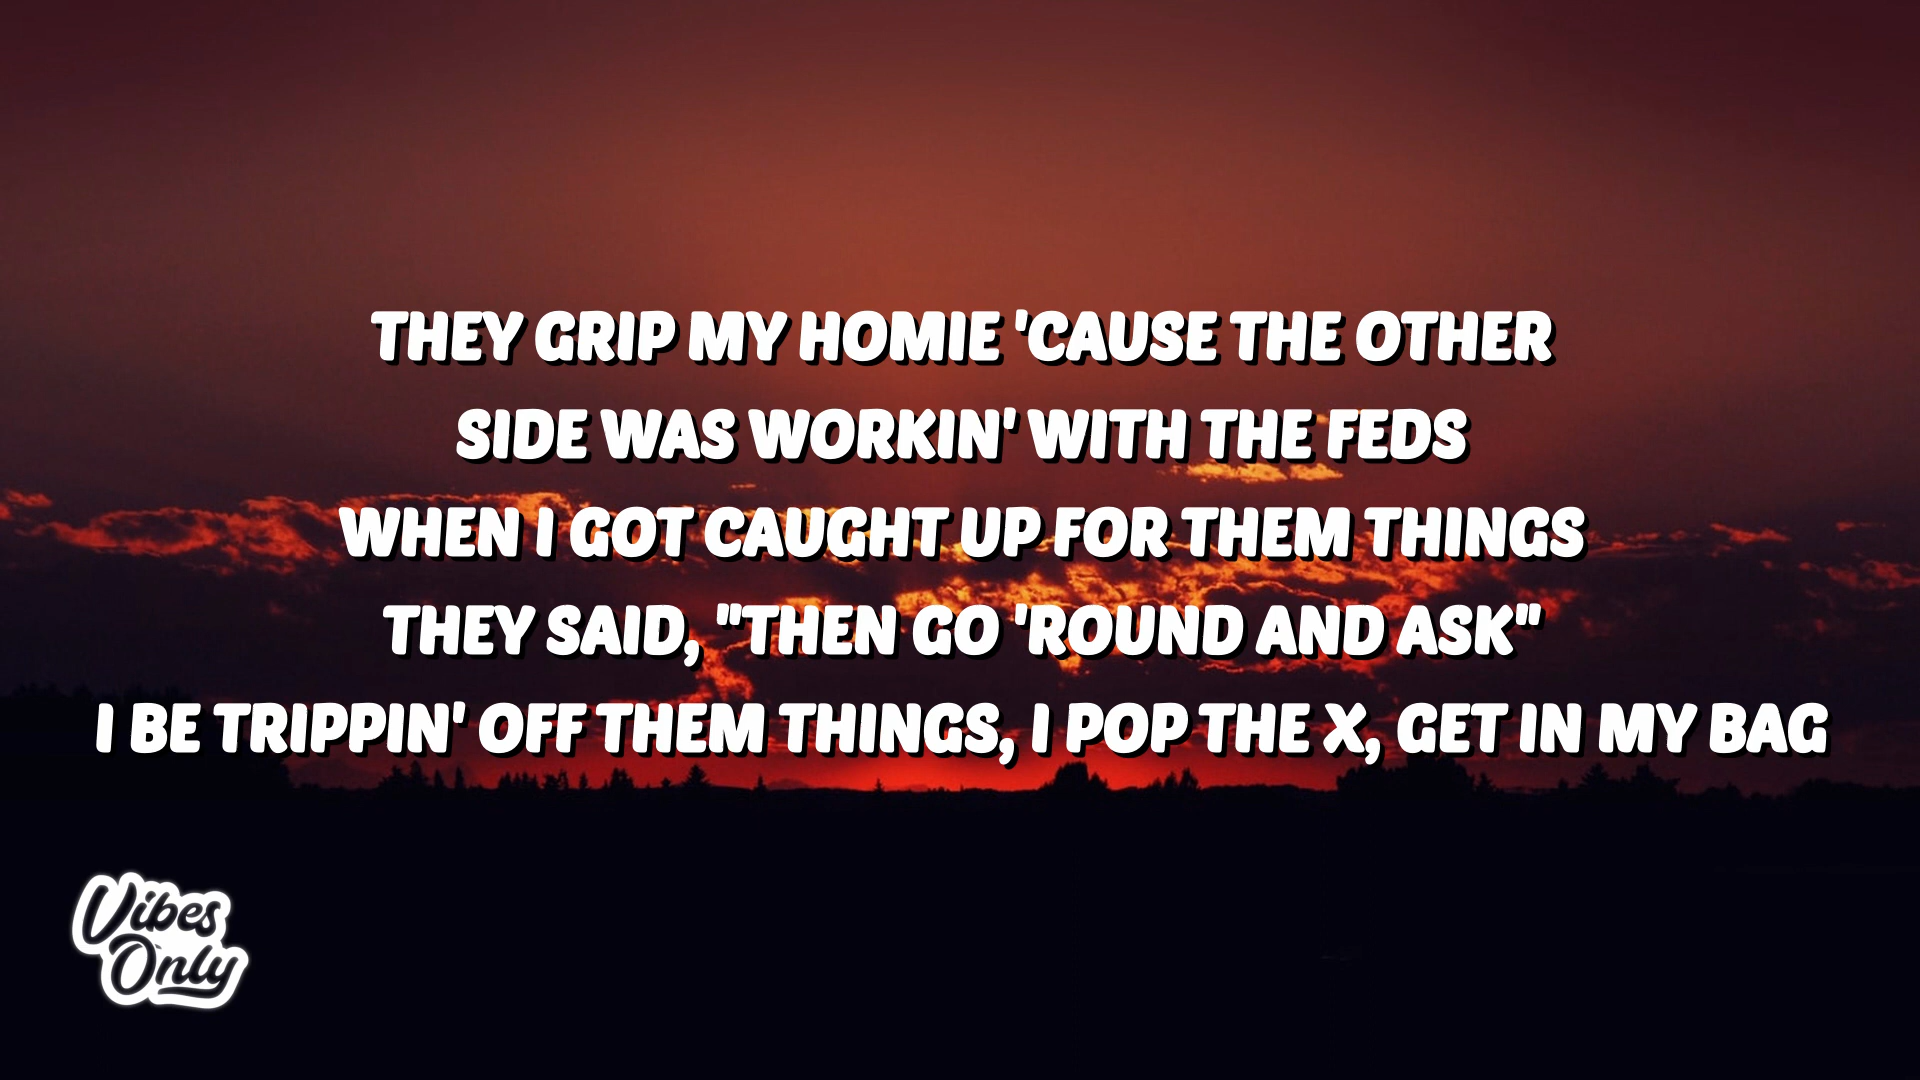 THEY GRIP MY HOMIE 'CAUSE THE OTHER
SIDE WAS WORKIN' WITH THE FEDS
WHEN I GOT CAUGHT UP FOR THEM THINGS
THEY SAID, "THEN GO 'ROUND AND ASK"
I BE TRIPPIN' OFF THEM THINGS, I POP THE X, GET IN MY BAG
Vibes
Only